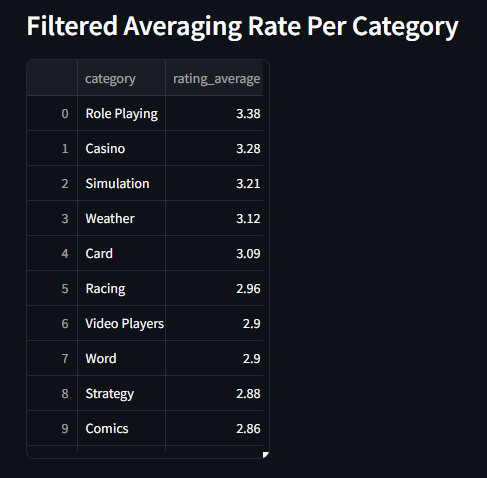 Filtered Averaging Rate Per Category
category rating_average
0 Role Playing 3.38
1 Casino 3.28
2 Simulation 3.21
3 Weather 3.12
4 Card 3.09
5 Racing 2.96
6 Video Players 2.9
7 Word 2.9
8 Strategy 2.88
9 Comics 2.86